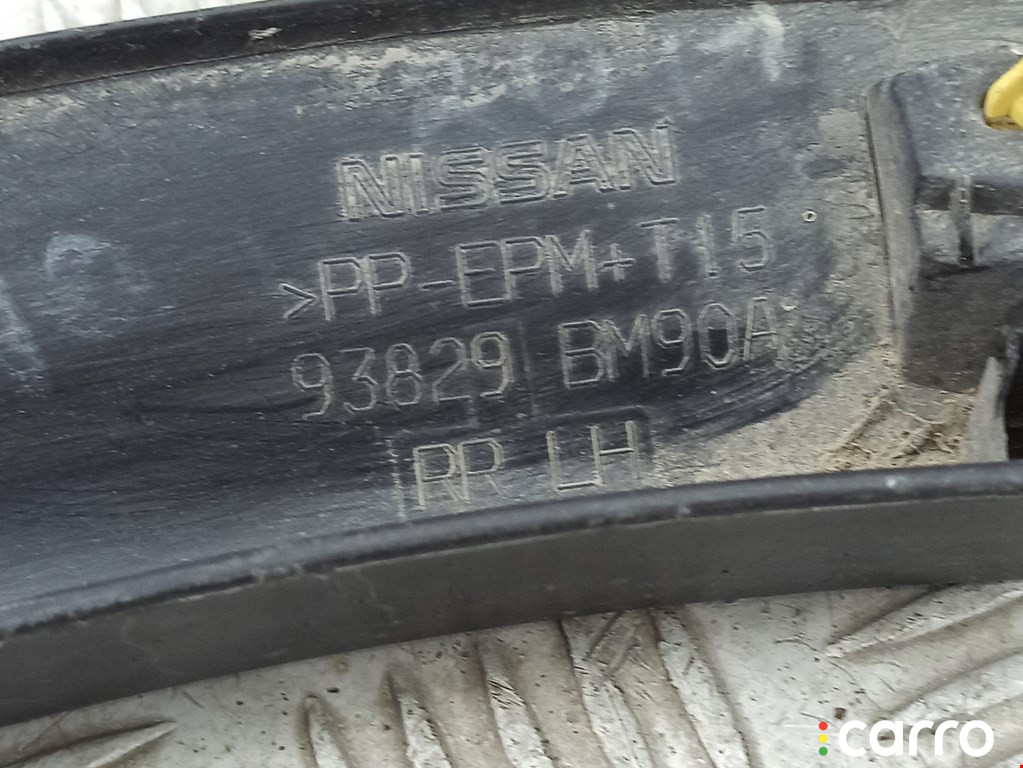 NISSAN
>PP-EPM+T15
93829 BM90A
RR LH
carro